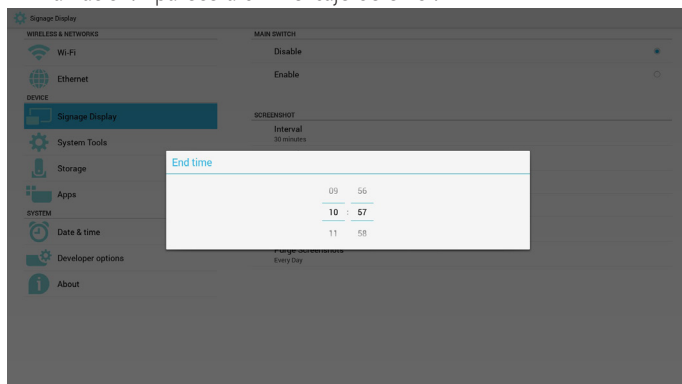 Signage Display
WIRELESS & NETWORKS
Wi-Fi
Ethernet
DEVICE
Signage Display
System Tools
Storage
Apps
SYSTEM
Date & time
Developer options
About
MAIN SWITCH
Disable
Enable
SCREENSHOT
Interval
30 minutes
End time
09 56
10 : 57
11 58
Purge Screenshots
Every Day